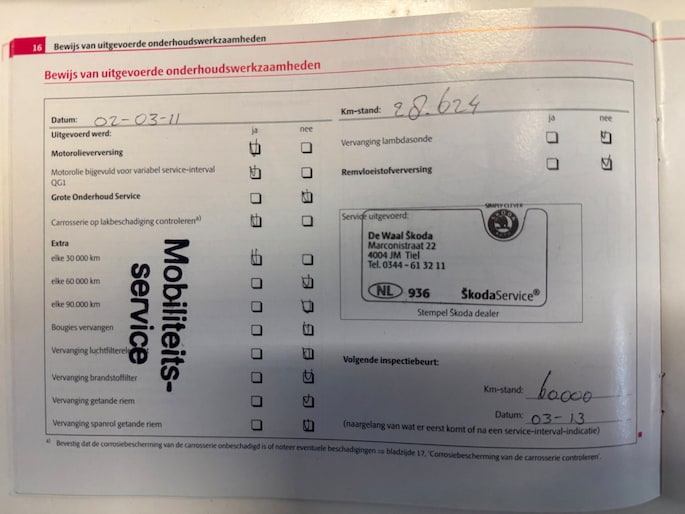 16 Bewijs van uitgevoerde onderhoudswerkzaamheden
Bewijs van uitgevoerde onderhoudswerkzaamheden
Datum: 02-03-11
Km-stand: 28.624
Uitgevoerd werd: ja nee
ja nee
Motorolieverversing
Motorolie bijgevuld voor variabel service-interval
QG1
Grote Onderhoud Service
Carrosserie op lakbeschadiging controleren a)
Extra
elke 30 000 km
elke 60 000 km
elke 90.000 km
Bougies vervangen
Vervanging luchtfilter
Vervanging brandstoffilter
Vervanging getande riem
Vervanging spanrol getande riem
Mobiliteits-
service
Vervanging lambdasonde
Remvloeistofverversing
SIMPLY CLEVER
Service uitgevoerd:
De Waal Škoda
Marconistraat 22
4004 JM Tiel
Tel. 0344 - 61 32 11
NL 936 ŠkodaService®
Stempel Škoda dealer
Volgende inspectiebeurt:
Km-stand: 60.000
Datum: 03-13
(naargelang van wat er eerst komt of na een service-interval-indicatie)
a) Bevestig dat de corrosiebescherming van de carrosserie onbeschadigd is of noteer eventuele beschadigingen ⇒ bladzijde 17, 'Corrosiebescherming van de carrosserie controleren'.